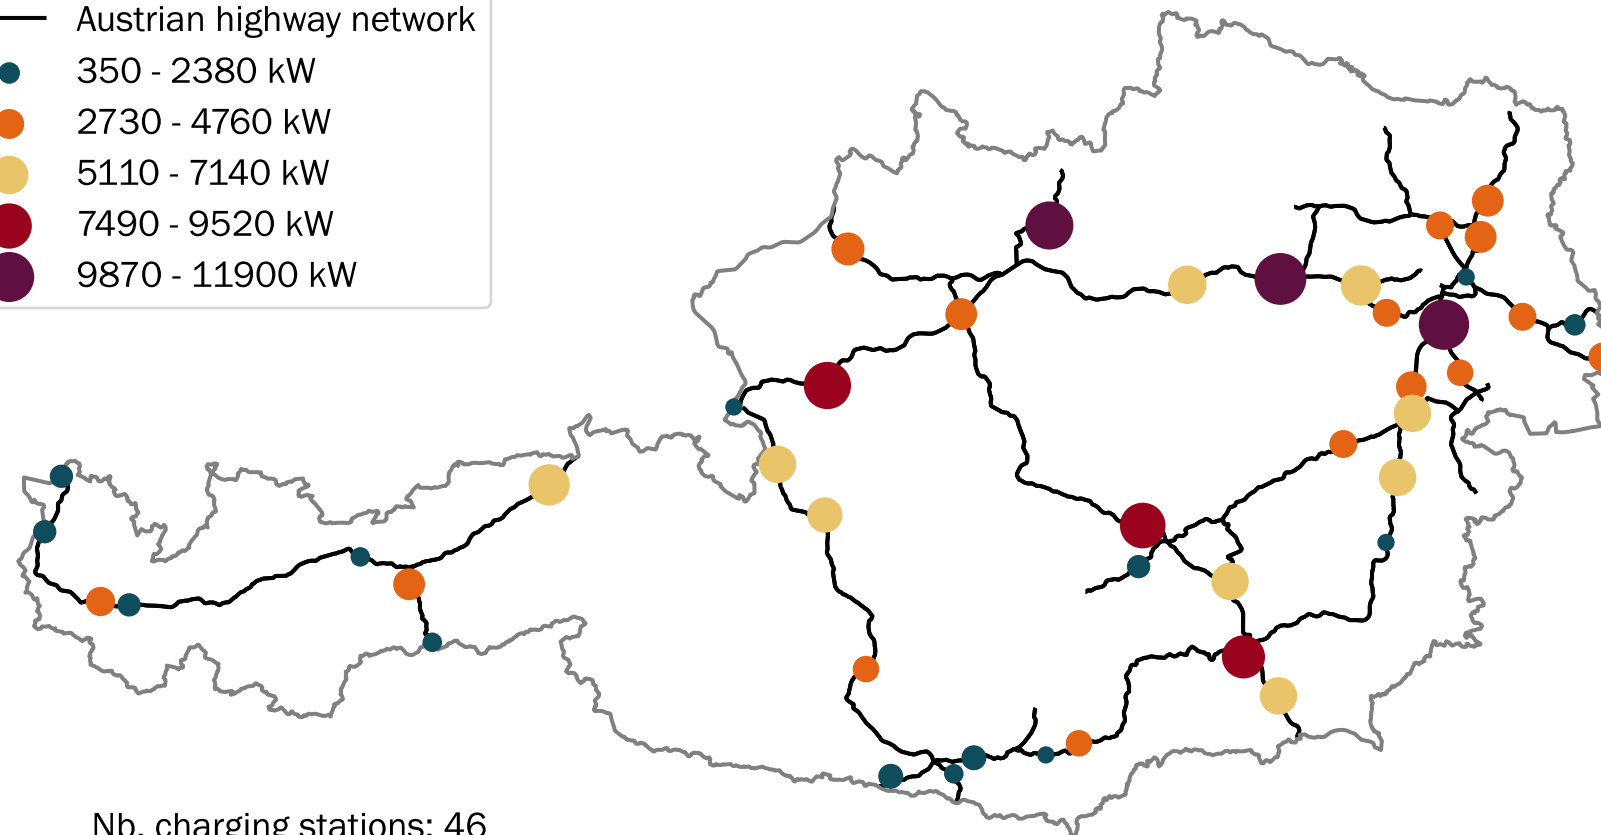 Austrian highway network
350 - 2380 kW
2730 - 4760 kW
5110 - 7140 kW
7490 - 9520 kW
9870 - 11900 kW
Nb. charging stations: 46